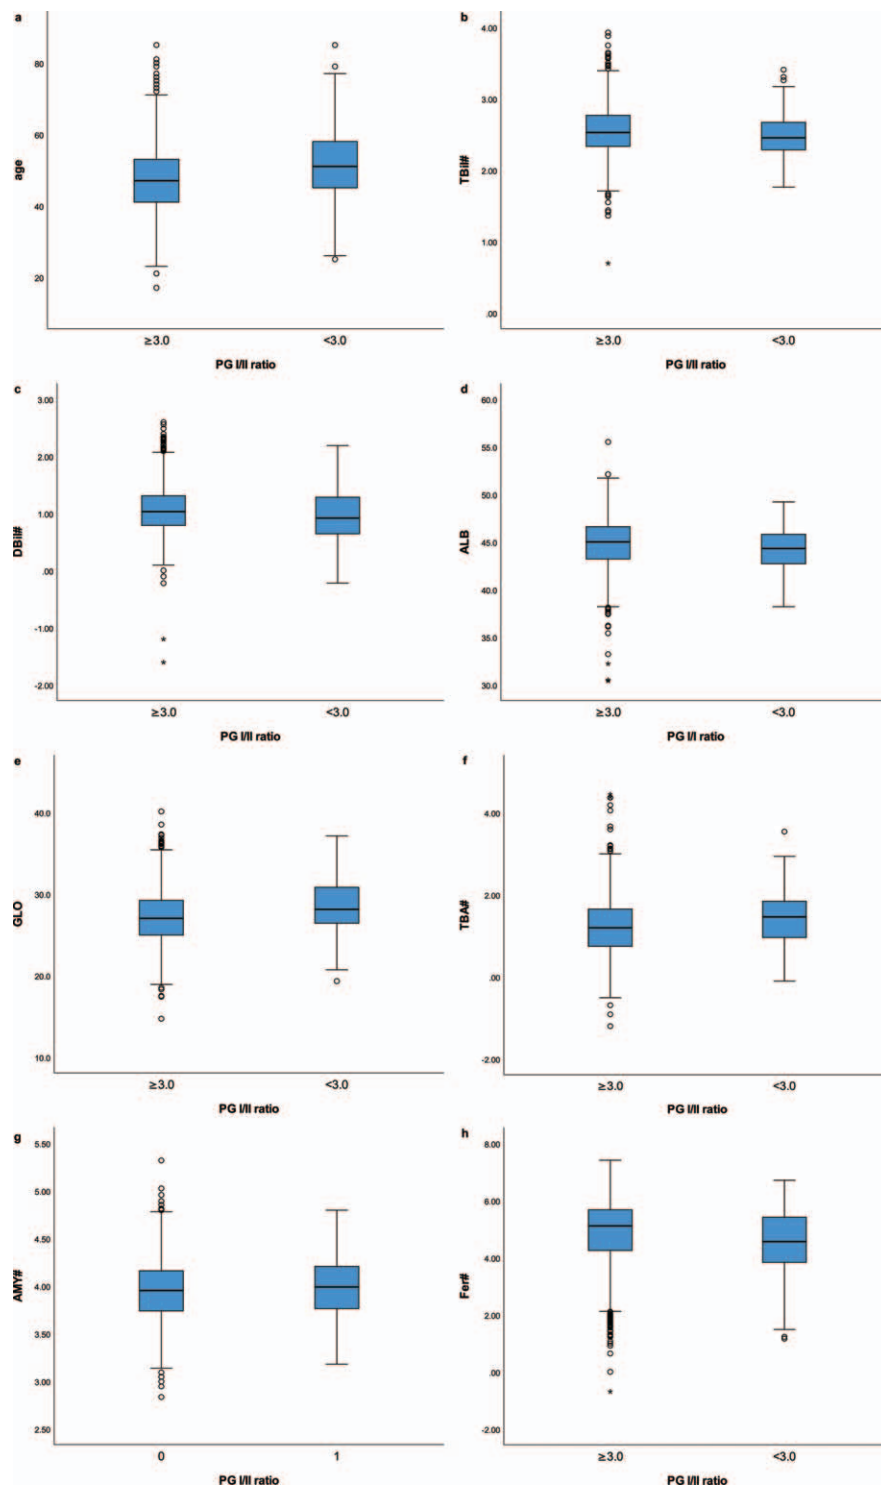 a
80
60
40
20
age
≥3.0
<3.0
PG I/II ratio
b
4.00
3.00
2.00
1.00
.00
TBil#
≥3.0
<3.0
PG I/II ratio
c
3.00
2.00
1.00
.00
-1.00
-2.00
DBil#
≥3.0
<3.0
PG I/II ratio
d
60.0
55.0
50.0
45.0
40.0
35.0
30.0
ALB
≥3.0
<3.0
PG I/I ratio
e
40.0
30.0
20.0
10.0
GLO
≥3.0
<3.0
PG I/II ratio
f
4.00
2.00
.00
-2.00
TBA#
≥3.0
<3.0
PG I/II ratio
g
5.50
5.00
4.50
4.00
3.50
3.00
2.50
AMY#
0
1
PG I/II ratio
h
8.00
6.00
4.00
2.00
.00
-2.00
Fer#
≥3.0
<3.0
PG I/II ratio